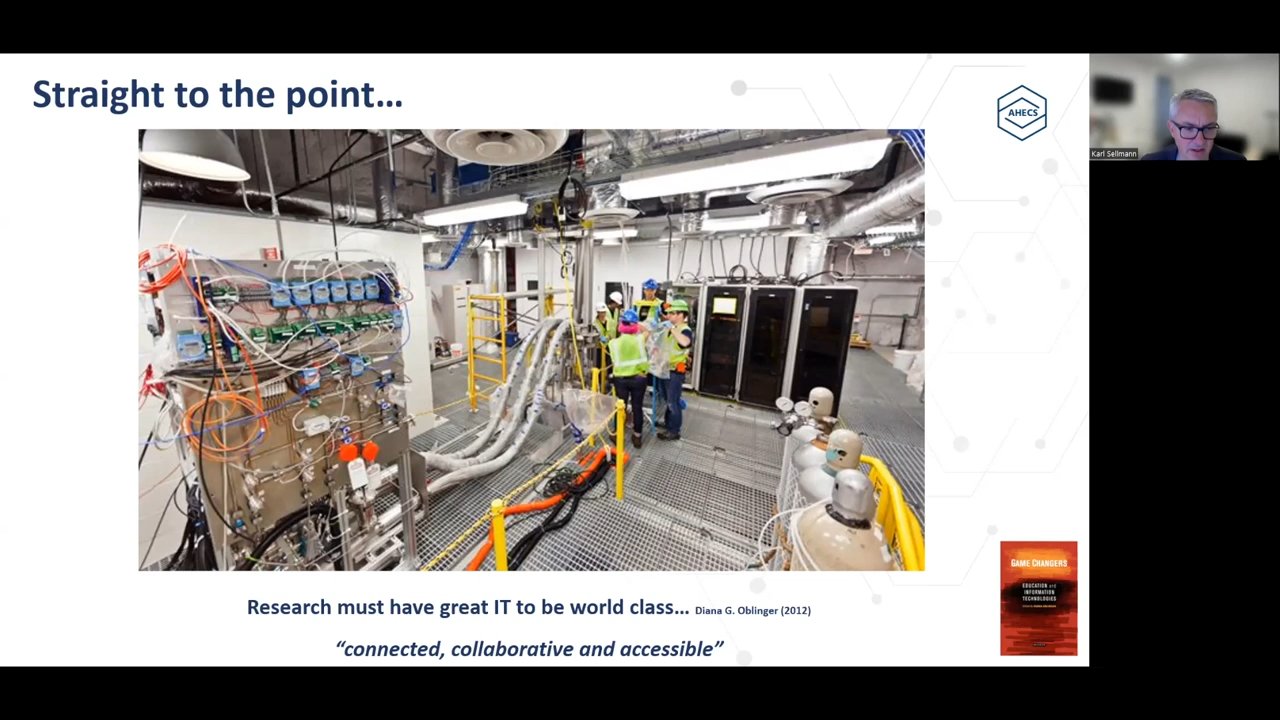 Straight to the point...
AHECS
Karl Sellmann
GAME CHANGERS
EDUCATION and
INFORMATION
TECHNOLOGIES
Research must have great IT to be world class... Diana G. Oblinger (2012)
“connected, collaborative and accessible”